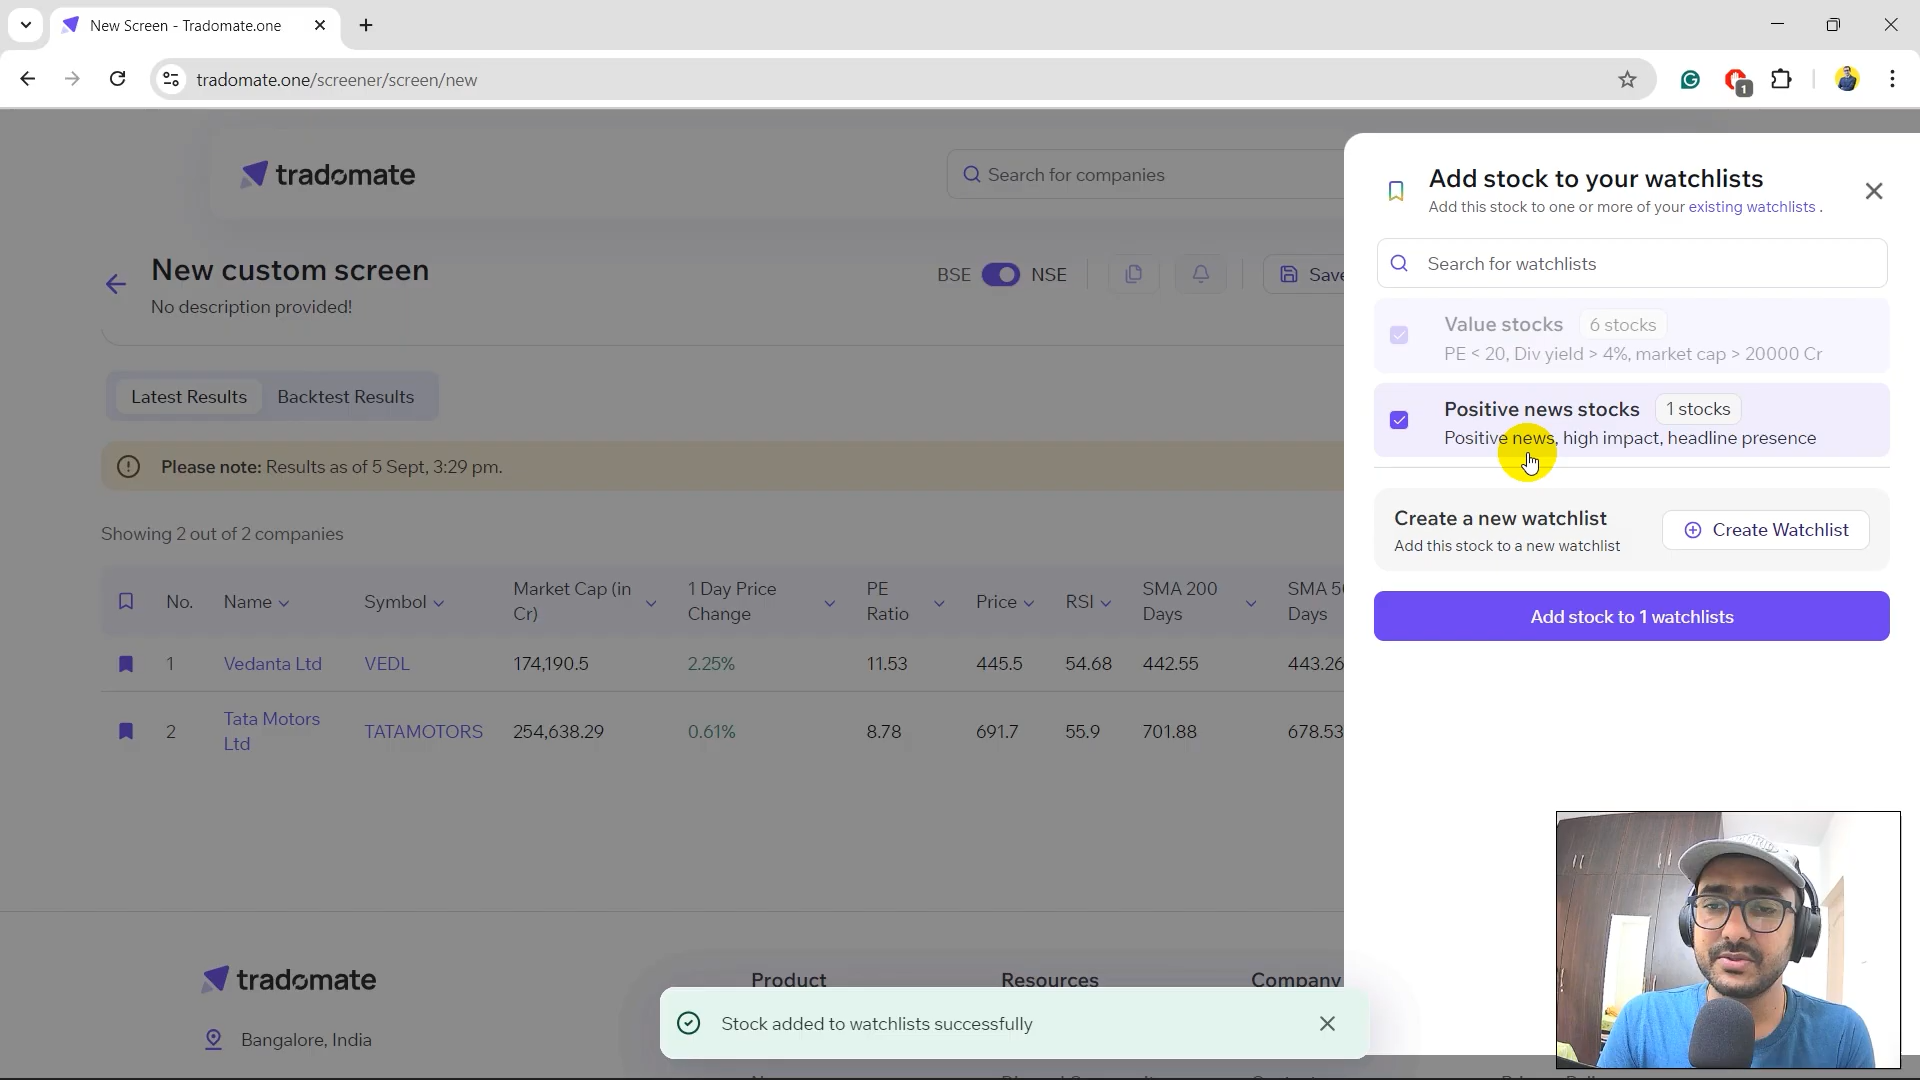 New Screen - Tradomate.one
tradomate.one/screener/screen/new
1
tradomate
Search for companies
New custom screen
No description provided!
BSE
NSE
Save
Latest Results
Backtest Results
Please note: Results as of 5 Sept, 3:29 pm.
Showing 2 out of 2 companies
No. Name Symbol Market Cap (in Cr) 1 Day Price Change PE Ratio Price RSI SMA 200 Days SMA 50 Days
1 Vedanta Ltd VEDL 174,190.5 2.25% 11.53 445.5 54.68 442.55 443.26
2 Tata Motors Ltd TATAMOTORS 254,638.29 0.61% 8.78 691.7 55.9 701.88 678.53
Add stock to your watchlists
Add this stock to one or more of your existing watchlists .
Search for watchlists
Value stocks 6 stocks
PE < 20, Div yield > 4%, market cap > 20000 Cr
Positive news stocks 1 stocks
Positive news, high impact, headline presence
Create a new watchlist
Add this stock to a new watchlist
Create Watchlist
Add stock to 1 watchlists
tradomate
Bangalore, India
Product
Resources
Company
Stock added to watchlists successfully